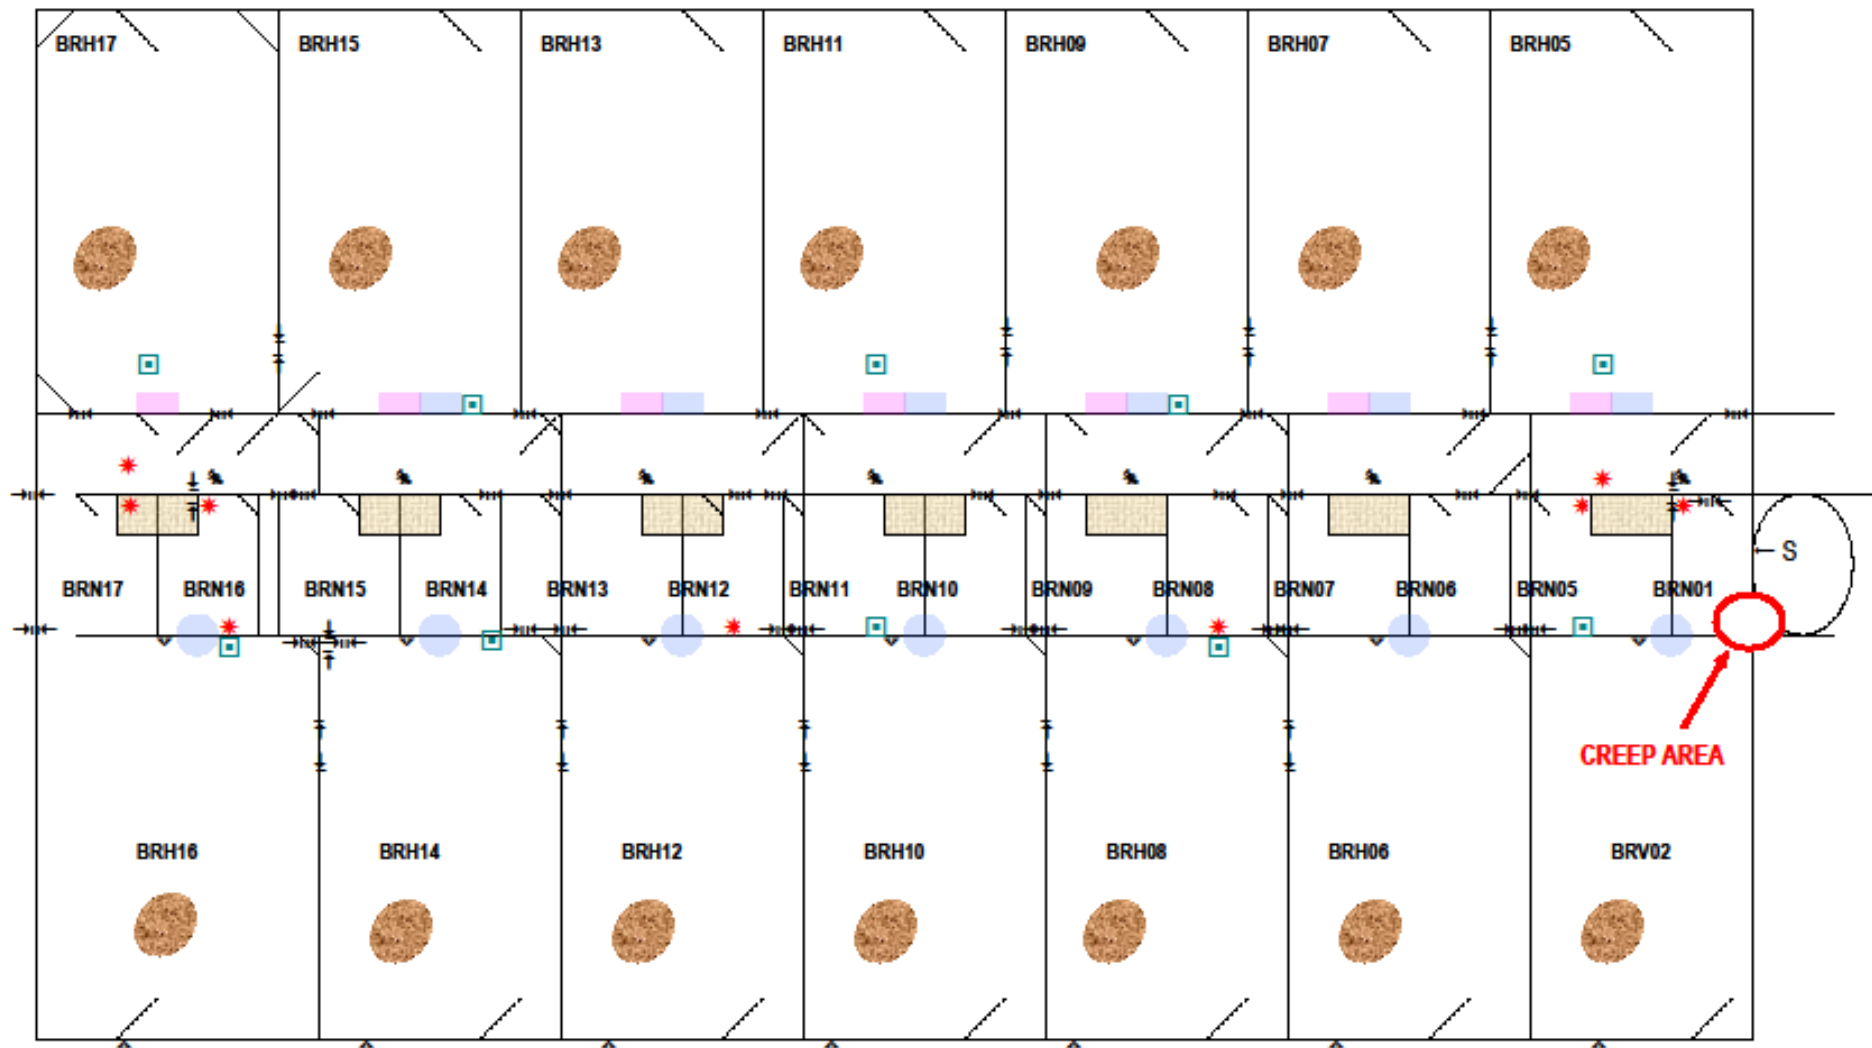 BRH17 BRH15 BRH13 BRH11 BRH09 BRH07 BRH05
S
BRN17 BRN16 BRN15 BRN14 BRN13 BRN12 BRN11 BRN10 BRN09 BRN08 BRN07 BRN06 BRN05 BRN01
CREEP AREA
BRH16 BRH14 BRH12 BRH10 BRH08 BRH06 BRV02